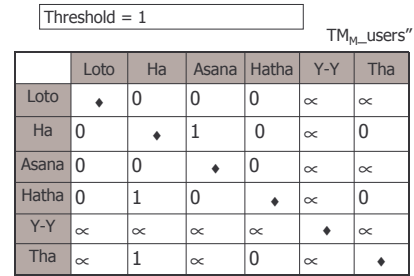 Threshold = 1
TM_M_users"
Loto Ha Asana Hatha Y-Y Tha
Loto ♦ 0 0 0 ∝ ∝
Ha 0 ♦ 1 0 ∝ 0
Asana 0 0 ♦ 0 ∝ ∝
Hatha 0 1 0 ♦ ∝ 0
Y-Y ∝ ∝ ∝ ∝ ♦ ∝
Tha ∝ 1 ∝ 0 ∝ ♦